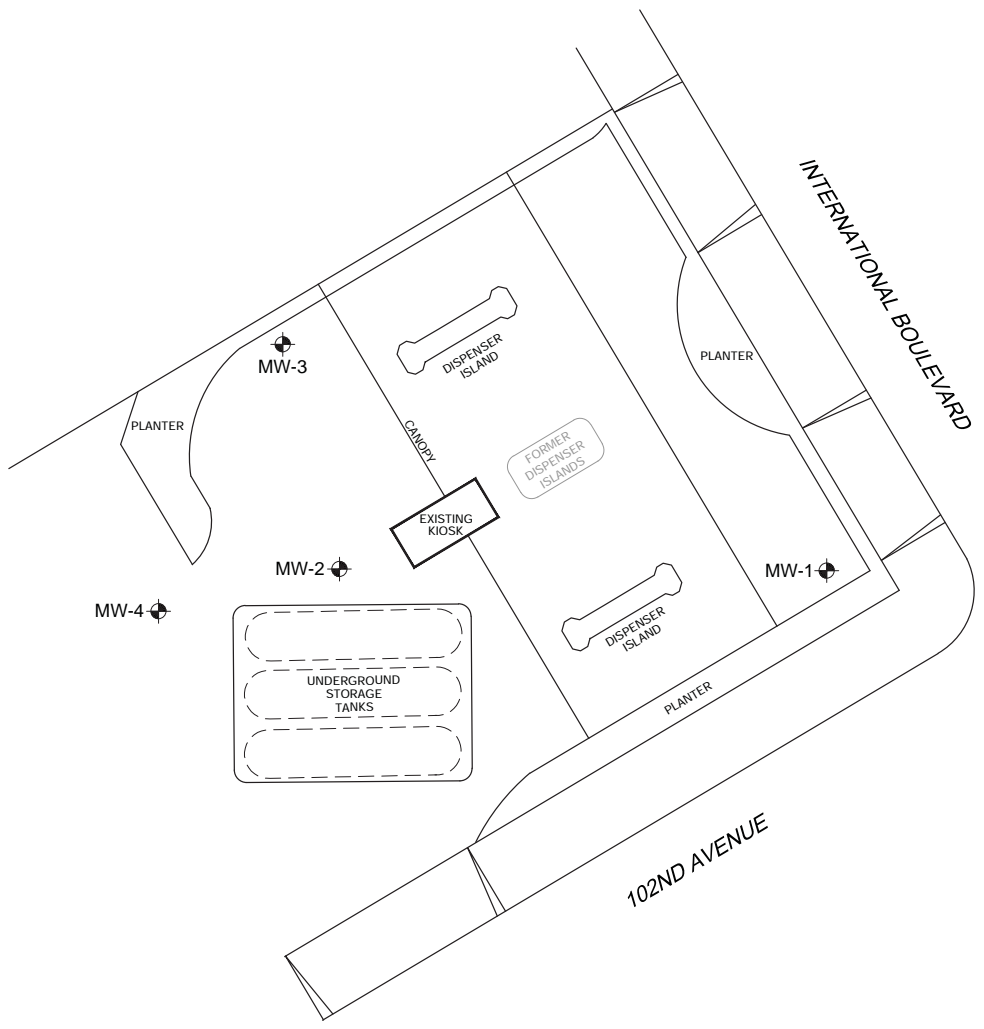 INTERNATIONAL BOULEVARD
MW-3
DISPENSER
ISLAND
PLANTER
PLANTER
CANOPY
FORMER
DISPENSER
ISLANDS
EXISTING
KIOSK
MW-2
MW-1
MW-4
DISPENSER
ISLAND
UNDERGROUND
STORAGE
TANKS
PLANTER
102ND AVENUE